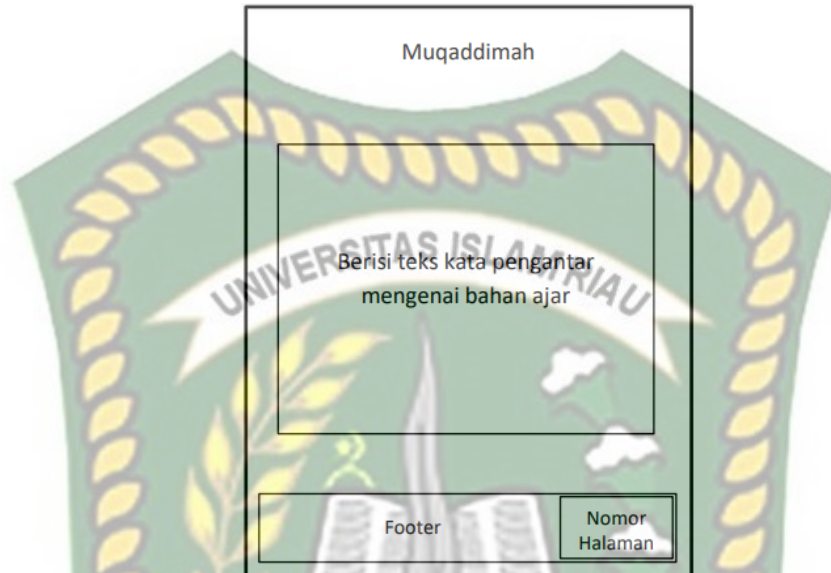 Muqaddimah
UNIVERSITAS ISLAM RIAU
Berisi teks kata pengantar
mengenai bahan ajar
Footer
Nomor
Halaman